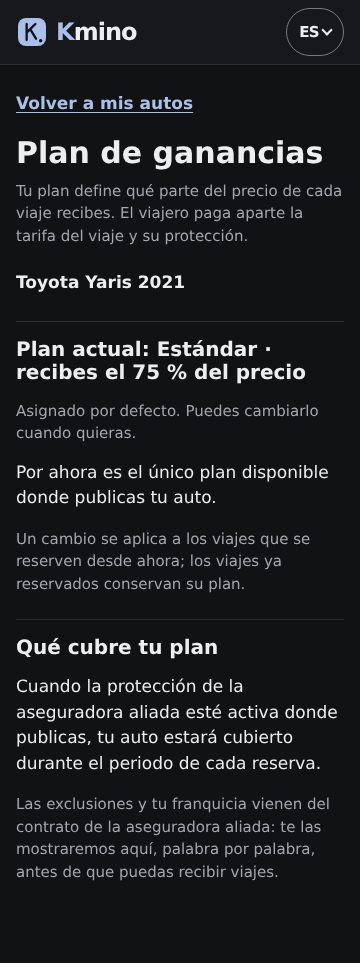 K. Kmino
ES
Volver a mis autos
Plan de ganancias
Tu plan define qué parte del precio de cada
viaje recibes. El viajero paga aparte la
tarifa del viaje y su protección.
Toyota Yaris 2021
Plan actual: Estándar ·
recibes el 75 % del precio
Asignado por defecto. Puedes cambiarlo
cuando quieras.
Por ahora es el único plan disponible
donde publicas tu auto.
Un cambio se aplica a los viajes que se
reserven desde ahora; los viajes ya
reservados conservan su plan.
Qué cubre tu plan
Cuando la protección de la
aseguradora aliada esté activa donde
publicas, tu auto estará cubierto
durante el periodo de cada reserva.
Las exclusiones y tu franquicia vienen del
contrato de la aseguradora aliada: te las
mostraremos aquí, palabra por palabra,
antes de que puedas recibir viajes.